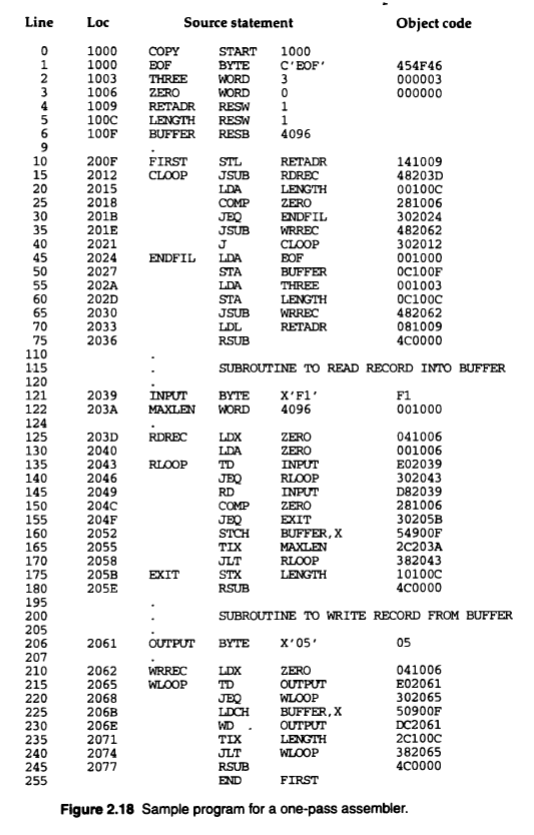 Line Loc Source statement Object code
0 1000 COPY START 1000
1 1000 EOF BYTE C'EOF' 454F46
2 1003 THREE WORD 3 000003
3 1006 ZERO WORD 0 000000
4 1009 RETADR RESW 1
5 100C LENGTH RESW 1
6 100F BUFFER RESB 4096
9 .
10 200F FIRST STL RETADR 141009
15 2012 CLOOP JSUB RDREC 48203D
20 2015 LDA LENGTH 00100C
25 2018 COMP ZERO 281006
30 201B JEQ ENDFIL 302024
35 201E JSUB WRREC 482062
40 2021 J CLOOP 302012
45 2024 ENDFIL LDA EOF 001000
50 2027 STA BUFFER 0C100F
55 202A LDA THREE 001003
60 202D STA LENGTH 0C100C
65 2030 JSUB WRREC 482062
70 2033 LDL RETADR 081009
75 2036 RSUB 4C0000
110 .
115 . SUBROUTINE TO READ RECORD INTO BUFFER
120 .
121 2039 INPUT BYTE X'F1' F1
122 203A MAXLEN WORD 4096 001000
124 .
125 203D RDREC LDX ZERO 041006
130 2040 LDA ZERO 001006
135 2043 RLOOP TD INPUT E02039
140 2046 JEQ RLOOP 302043
145 2049 RD INPUT D82039
150 204C COMP ZERO 281006
155 204F JEQ EXIT 30205B
160 2052 STCH BUFFER,X 54900F
165 2055 TIX MAXLEN 2C203A
170 2058 JLT RLOOP 382043
175 205B EXIT STX LENGTH 10100C
180 205E RSUB 4C0000
195 .
200 . SUBROUTINE TO WRITE RECORD FROM BUFFER
205 .
206 2061 OUTPUT BYTE X'05' 05
207 .
210 2062 WRREC LDX ZERO 041006
215 2065 WLOOP TD OUTPUT E02061
220 2068 JEQ WLOOP 302065
225 206B LDCH BUFFER,X 50900F
230 206E WD . OUTPUT DC2061
235 2071 TIX LENGTH 2C100C
240 2074 JLT WLOOP 382065
245 2077 RSUB 4C0000
255 END FIRST
Figure 2.18 Sample program for a one-pass assembler.